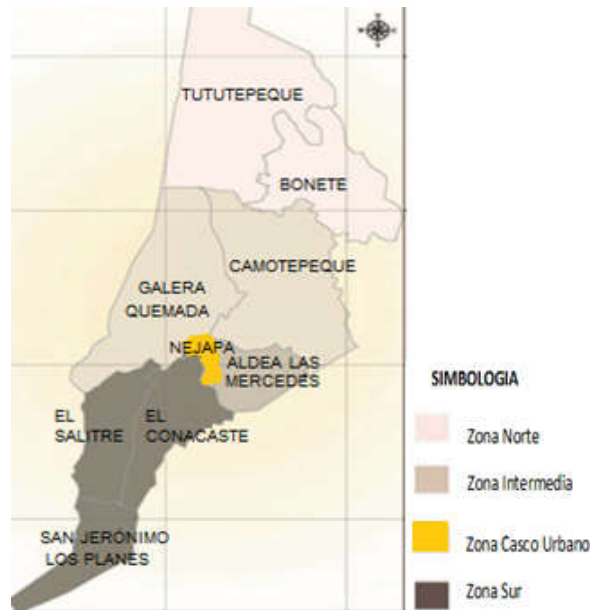 TUTUTEPEQUE
BONETE
CAMOTEPEQUE
GALERA
QUEMADA
NEJAPA
ALDEA LAS
MERCEDES
EL
SALITRE
EL
CONACASTE
SAN JERÓNIMO
LOS PLANES
SIMBOLOGIA
Zona Norte
Zona Intermedia
Zona Casco Urbano
Zona Sur